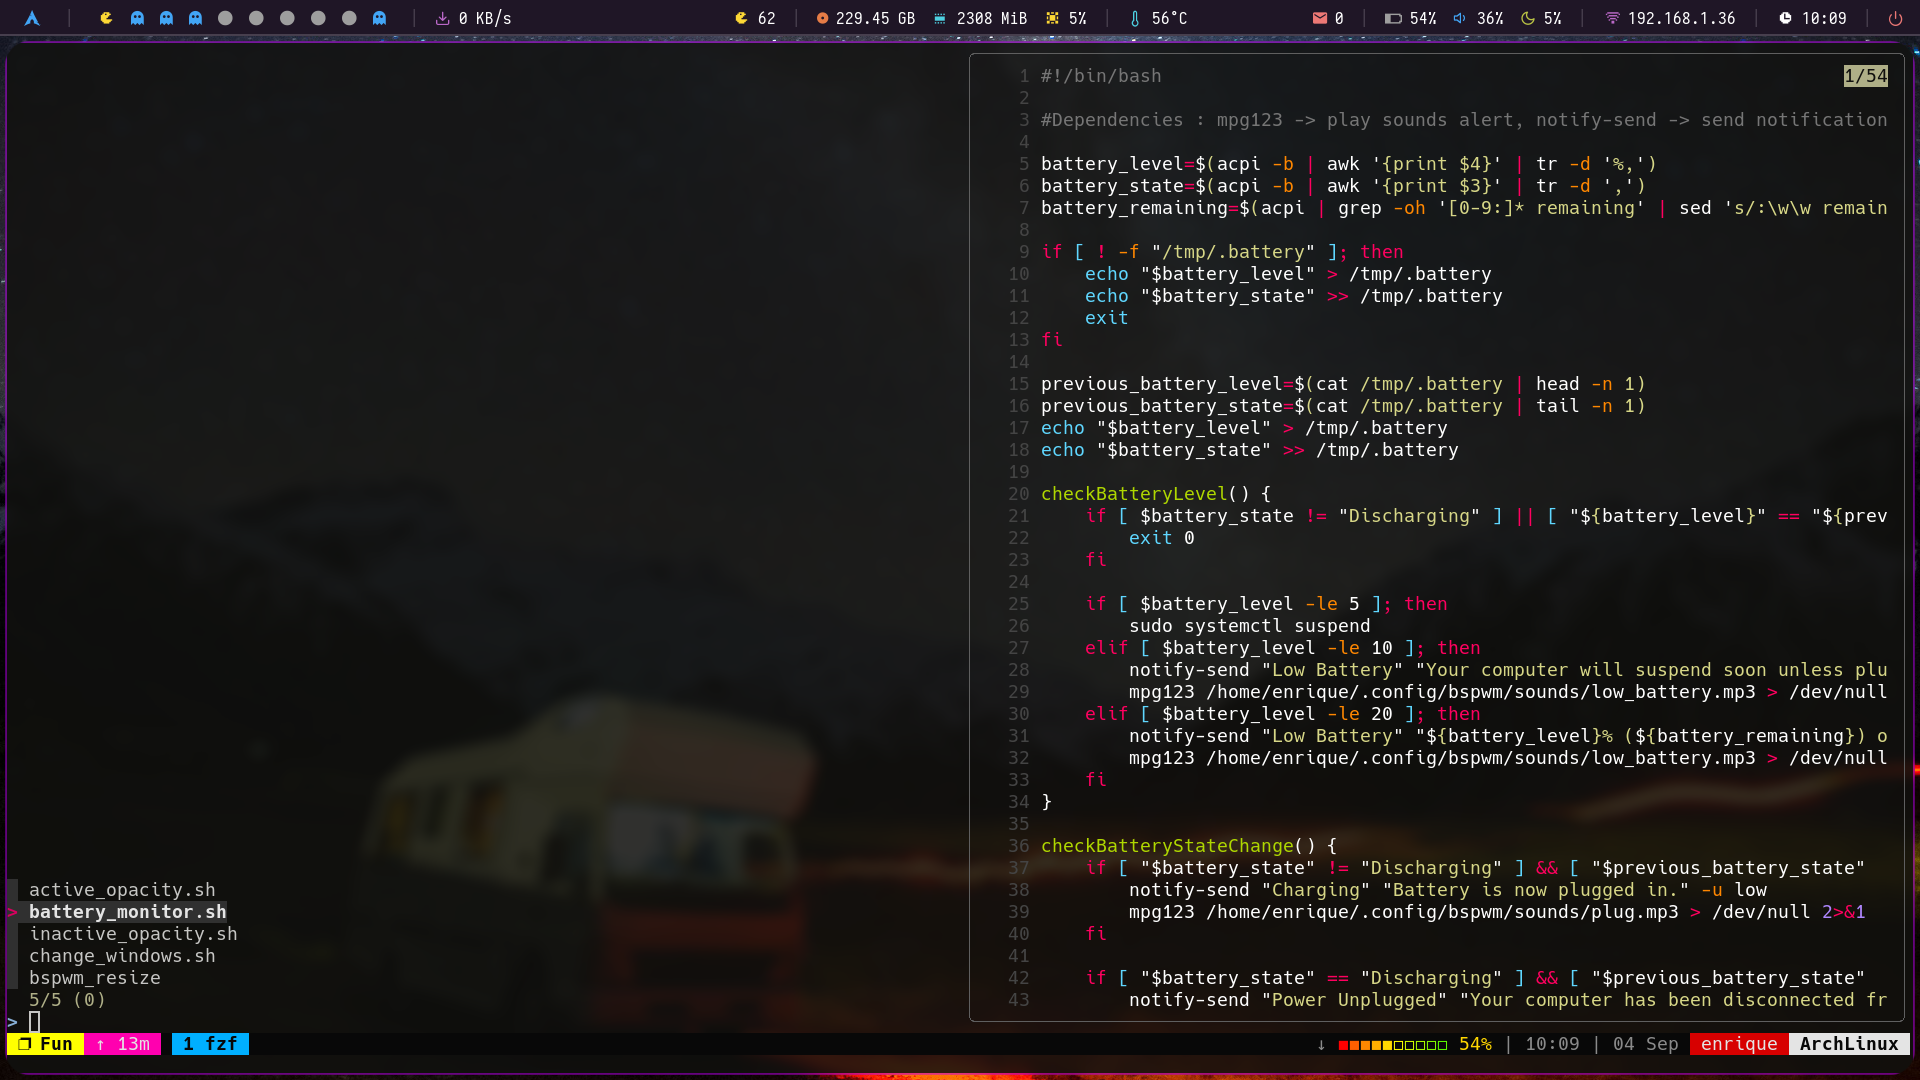 0 KB/s 62 229.45 GB 2308 MiB 5% 56°C 0 54% 36% 5% 192.168.1.36 10:09
1 #!/bin/bash 1/54
2
3 #Dependencies : mpg123 -> play sounds alert, notify-send -> send notification
4
5 battery_level=$(acpi -b | awk '{print $4}' | tr -d '%,')
6 battery_state=$(acpi -b | awk '{print $3}' | tr -d ',')
7 battery_remaining=$(acpi | grep -oh '[0-9:]* remaining' | sed 's/:\w\w remain
8
9 if [ ! -f "/tmp/.battery" ]; then
10     echo "$battery_level" > /tmp/.battery
11     echo "$battery_state" >> /tmp/.battery
12     exit
13 fi
14
15 previous_battery_level=$(cat /tmp/.battery | head -n 1)
16 previous_battery_state=$(cat /tmp/.battery | tail -n 1)
17 echo "$battery_level" > /tmp/.battery
18 echo "$battery_state" >> /tmp/.battery
19
20 checkBatteryLevel() {
21     if [ $battery_state != "Discharging" ] || [ "${battery_level}" == "${prev
22         exit 0
23     fi
24
25     if [ $battery_level -le 5 ]; then
26         sudo systemctl suspend
27     elif [ $battery_level -le 10 ]; then
28         notify-send "Low Battery" "Your computer will suspend soon unless plu
29         mpg123 /home/enrique/.config/bspwm/sounds/low_battery.mp3 > /dev/null
30     elif [ $battery_level -le 20 ]; then
31         notify-send "Low Battery" "${battery_level}% (${battery_remaining}) o
32         mpg123 /home/enrique/.config/bspwm/sounds/low_battery.mp3 > /dev/null
33     fi
34 }
35
36 checkBatteryStateChange() {
37     if [ "$battery_state" != "Discharging" ] && [ "$previous_battery_state"
38         notify-send "Charging" "Battery is now plugged in." -u low
39         mpg123 /home/enrique/.config/bspwm/sounds/plug.mp3 > /dev/null 2>&1
40     fi
41
42     if [ "$battery_state" == "Discharging" ] && [ "$previous_battery_state"
43         notify-send "Power Unplugged" "Your computer has been disconnected fr
active_opacity.sh
> battery_monitor.sh
inactive_opacity.sh
change_windows.sh
bspwm_resize
5/5 (0)
>
❐ Fun ↑ 13m 1 fzf ↓ 54% | 10:09 | 04 Sep enrique ArchLinux